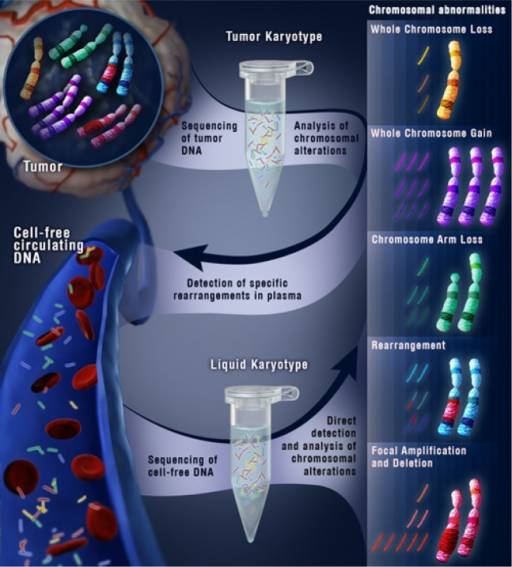 Chromosomal abnormalities
Whole Chromosome Loss
Tumor Karyotype
Sequencing
of tumor
DNA
Analysis of
chromosomal
alterations
Whole Chromosome Gain
Tumor
Cell-free
circulating
DNA
Chromosome Arm Loss
Detection of specific
rearrangements in plasma
Rearrangement
Liquid Karyotype
Sequencing of
cell-free DNA
Direct
detection
and analysis of
chromosomal
alterations
Focal Amplification
and Deletion